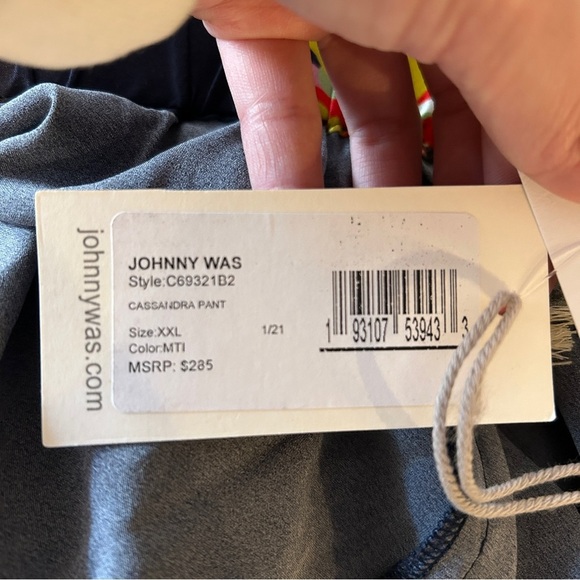 johnnywas.com
JOHNNY WAS
Style:C69321B2
CASSANDRA PANT
Size:XXL 1/21
Color:MTI
MSRP: $285
1 93107 53943 3